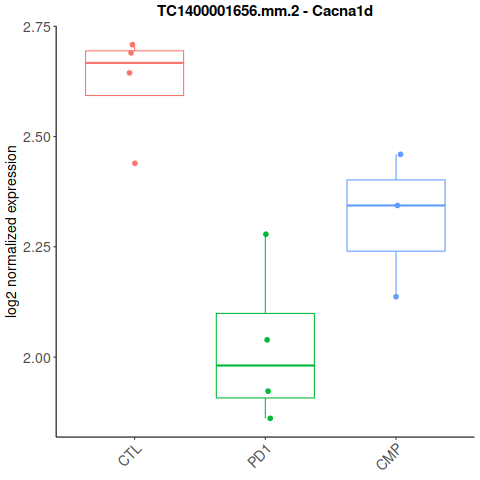 TC1400001656.mm.2 - Cacna1d
log2 normalized expression
2.75
2.50
2.25
2.00
CTL
PD1
CMP